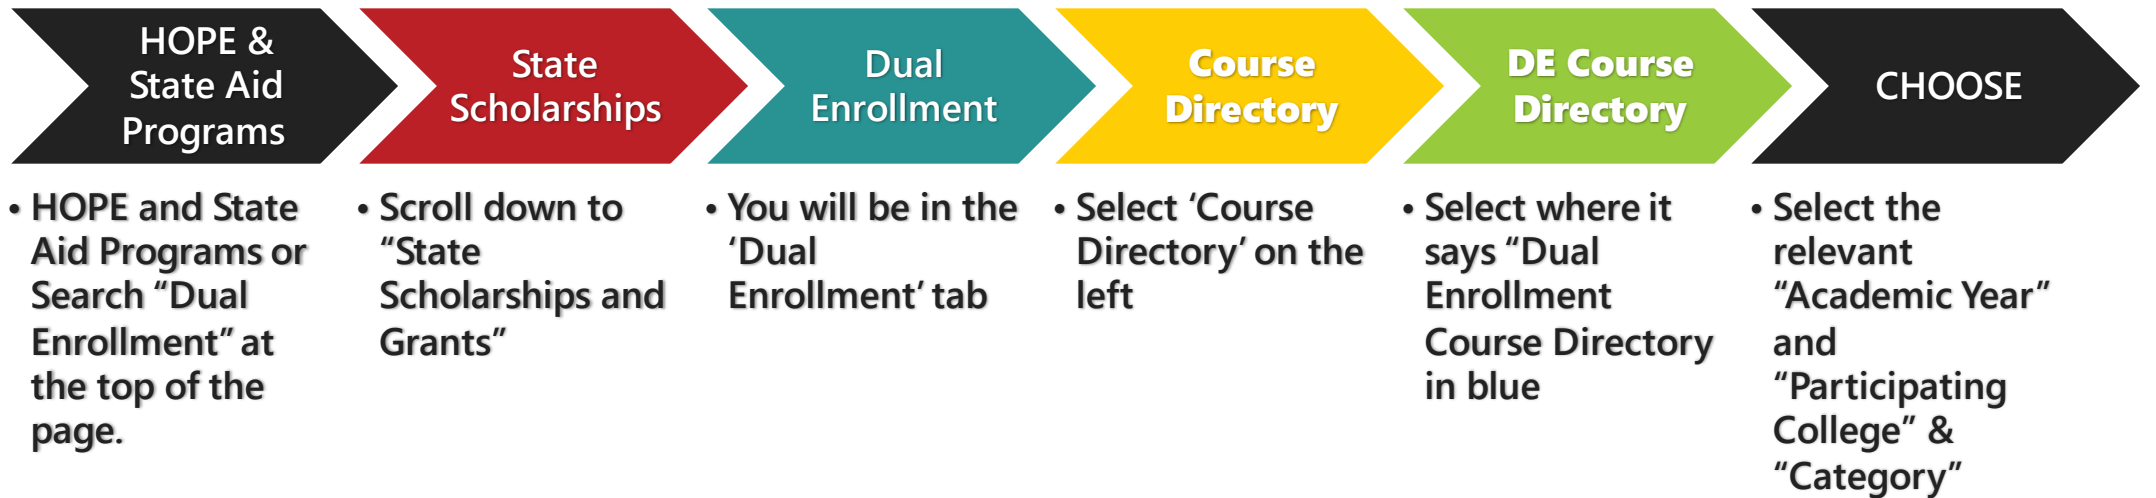 HOPE &
State Aid
Programs
• HOPE and State
Aid Programs or
Search “Dual
Enrollment” at
the top of the
page.
State
Scholarships
• Scroll down to
“State
Scholarships and
Grants”
Dual
Enrollment
• You will be in the
‘Dual
Enrollment’ tab
Course
Directory
• Select ‘Course
Directory’ on the
left
DE Course
Directory
• Select where it
says “Dual
Enrollment
Course Directory
in blue
CHOOSE
• Select the
relevant
“Academic Year”
and
“Participating
College” &
“Category”